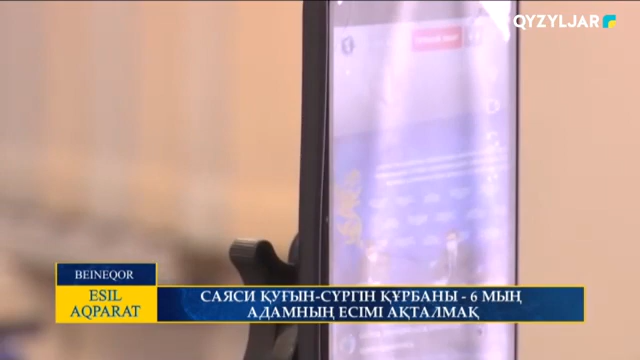 QYZYLJAR
BEINEQOR
ESIL
AQPARAT
САЯСИ ҚУҒЫН-СҮРГІН ҚҰРБАНЫ - 6 МЫҢ
АДАМНЫҢ ЕСІМІ АҚТАЛМАҚ